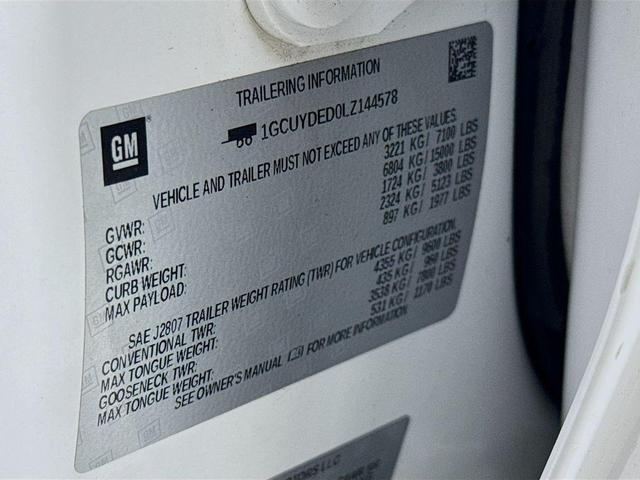 TRAILERING INFORMATION
GM
1GCUYDED0LZ144578
VEHICLE AND TRAILER MUST NOT EXCEED ANY OF THESE VALUES.
GVWR: 3221 KG/ 7100 LBS
GCWR: 6804 KG/ 15000 LBS
RGAWR: 1724 KG/ 3800 LBS
CURB WEIGHT: 2324 KG/ 5123 LBS
MAX PAYLOAD: 897 KG/ 1977 LBS
SAE J2807 TRAILER WEIGHT RATING (TWR) FOR VEHICLE CONFIGURATION.
CONVENTIONAL TWR: 4355 KG/ 9600 LBS
MAX TONGUE WEIGHT: 435 KG/ 960 LBS
GOOSENECK TWR: 3538 KG/ 7800 LBS
MAX TONGUE WEIGHT: 531 KG/ 1170 LBS
SEE OWNER'S MANUAL FOR MORE INFORMATION
LLC